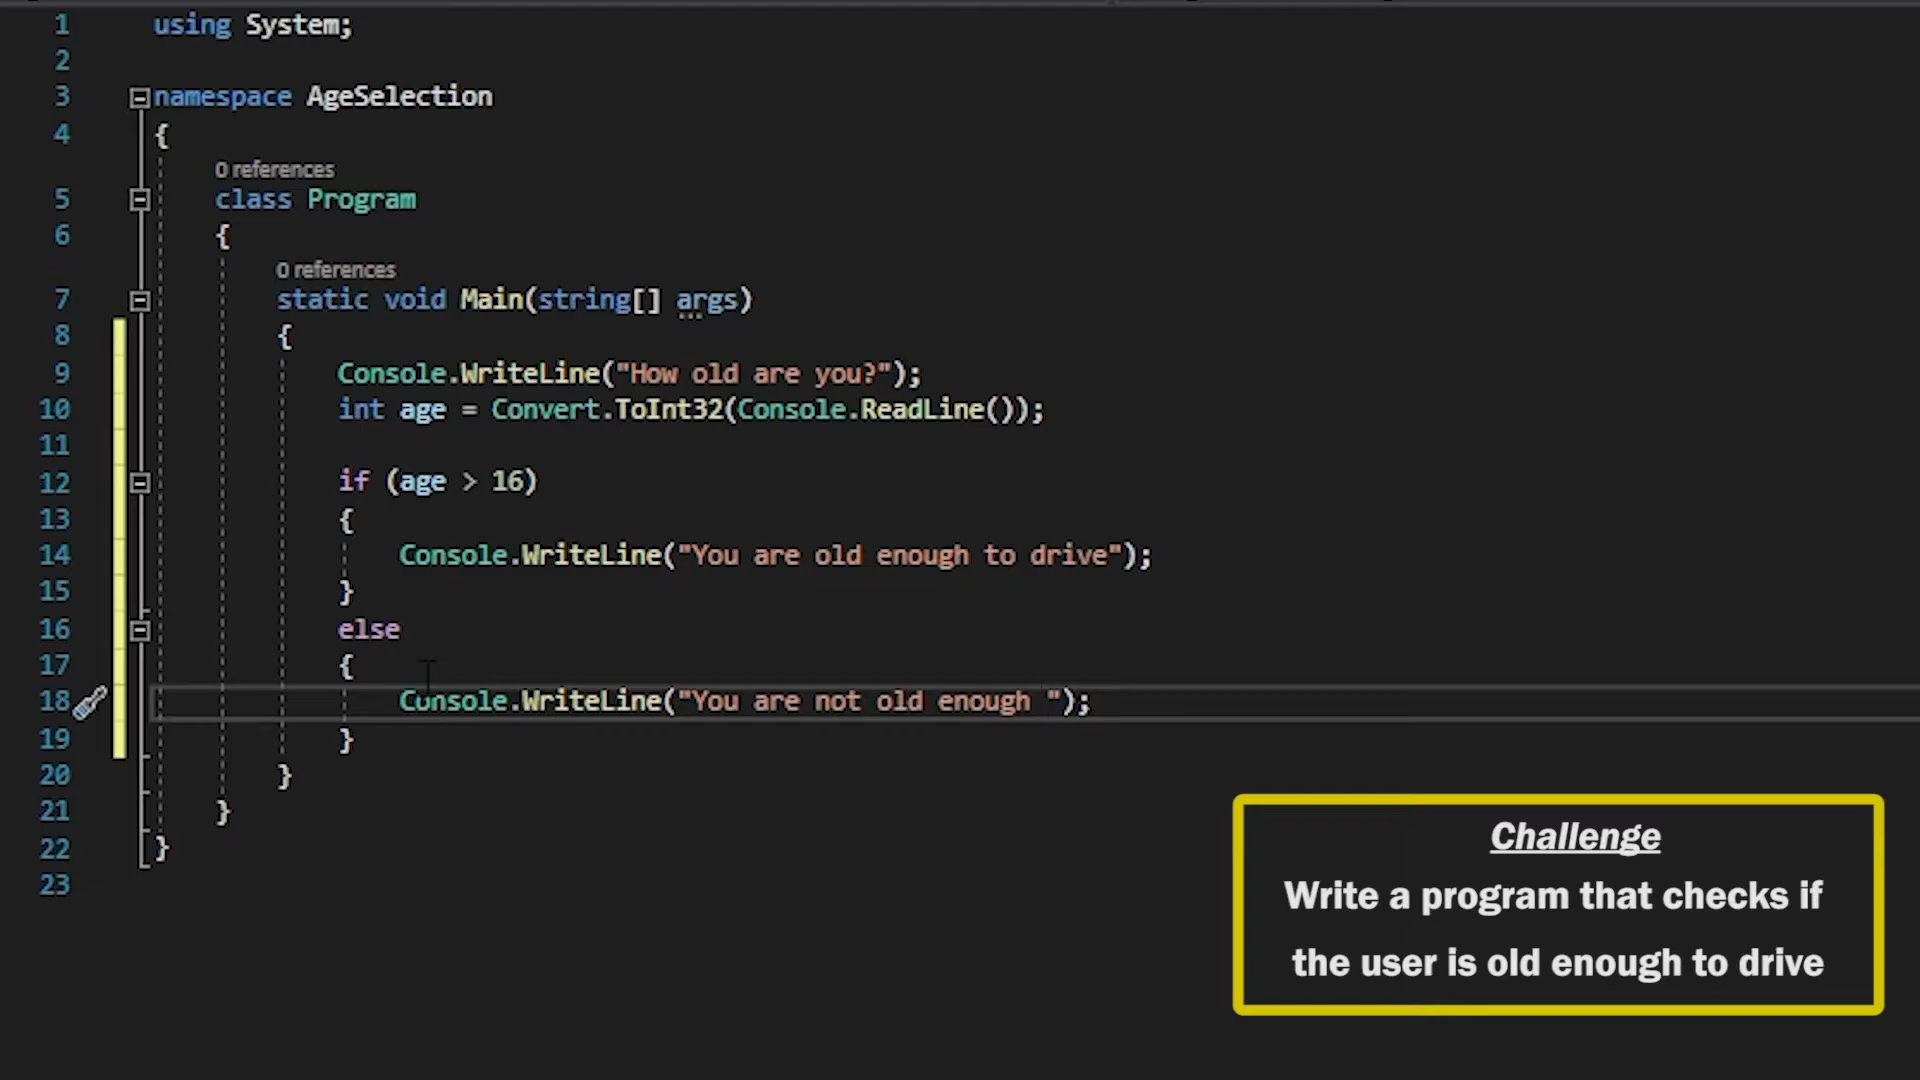 1 using System;
2
3 namespace AgeSelection
4 {
0 references
5 class Program
6 {
0 references
7 static void Main(string[] args)
8 {
9 Console.WriteLine("How old are you?");
10 int age = Convert.ToInt32(Console.ReadLine());
11
12 if (age > 16)
13 {
14 Console.WriteLine("You are old enough to drive");
15 }
16 else
17 {
18 Console.WriteLine("You are not old enough ");
19 }
20 }
21 }
22 }
23
Challenge
Write a program that checks if
the user is old enough to drive